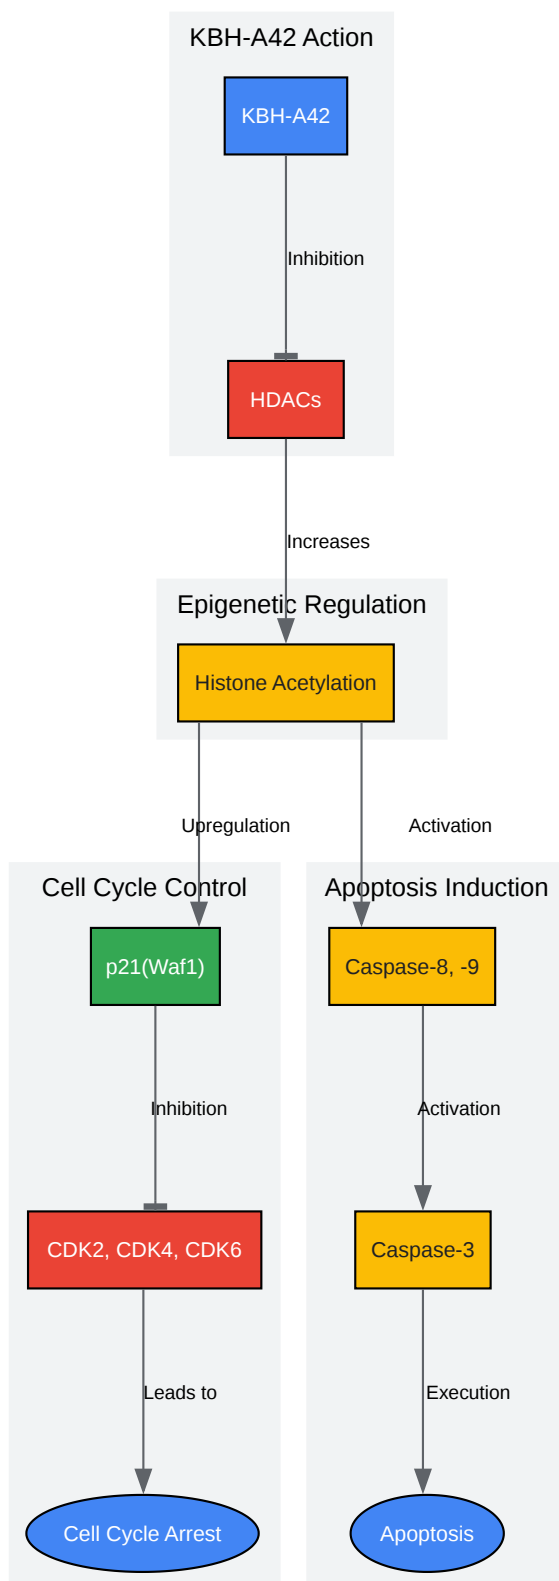 KBH-A42 Action
KBH-A42
Inhibition
HDACs
Increases
Epigenetic Regulation
Histone Acetylation
Upregulation
Activation
Cell Cycle Control
Apoptosis Induction
p21(Waf1)
Caspase-8, -9
Inhibition
Activation
CDK2, CDK4, CDK6
Caspase-3
Leads to
Execution
Cell Cycle Arrest
Apoptosis